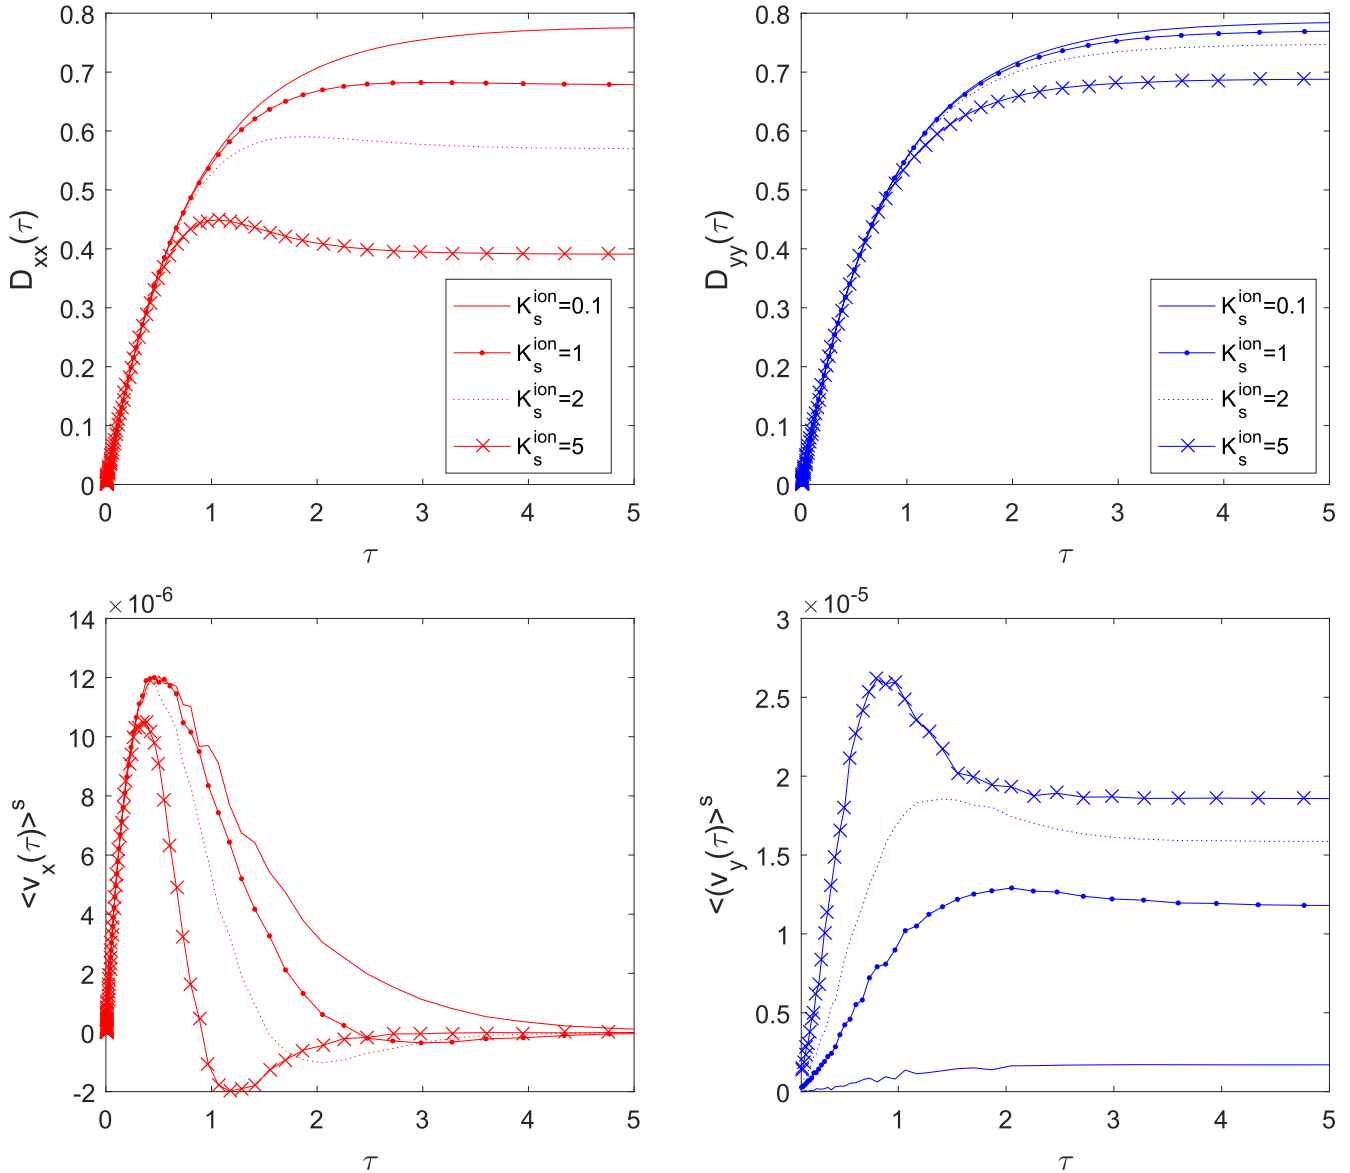 0.8
0.7
0.6
0.5
0.4
0.3
0.2
0.1
0
D_xx(τ)
0 1 2 3 4 5
τ
K_s^ion=0.1
K_s^ion=1
K_s^ion=2
K_s^ion=5
0.8
0.7
0.6
0.5
0.4
0.3
0.2
0.1
0
D_yy(τ)
0 1 2 3 4 5
τ
K_s^ion=0.1
K_s^ion=1
K_s^ion=2
K_s^ion=5
× 10^-6
14
12
10
8
6
4
2
0
-2
<v_x(τ)>^s
0 1 2 3 4 5
τ
× 10^-5
3
2.5
2
1.5
1
0.5
0
<(v_y(τ)>^s
1 2 3 4 5
τ